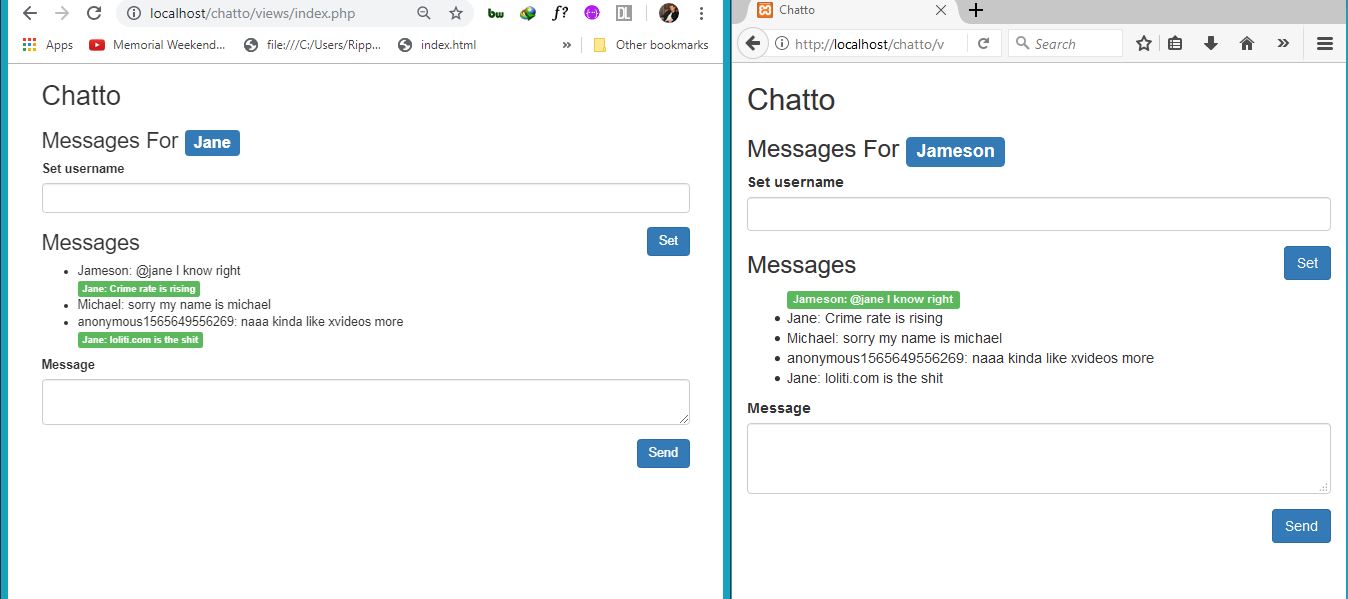 localhost/chatto/views/index.php
bw
f?
DL
Apps
Memorial Weekend...
file:///C:/Users/Ripp...
index.html
»
Other bookmarks
Chatto
Messages For Jane
Set username
Messages
Set
Jameson: @jane I know right
Jane: Crime rate is rising
Michael: sorry my name is michael
anonymous1565649556269: naaa kinda like xvideos more
Jane: loliti.com is the shit
Message
Send
Chatto
http://localhost/chatto/v
Search
»
Chatto
Messages For Jameson
Set username
Messages
Set
Jameson: @jane I know right
Jane: Crime rate is rising
Michael: sorry my name is michael
anonymous1565649556269: naaa kinda like xvideos more
Jane: loliti.com is the shit
Message
Send